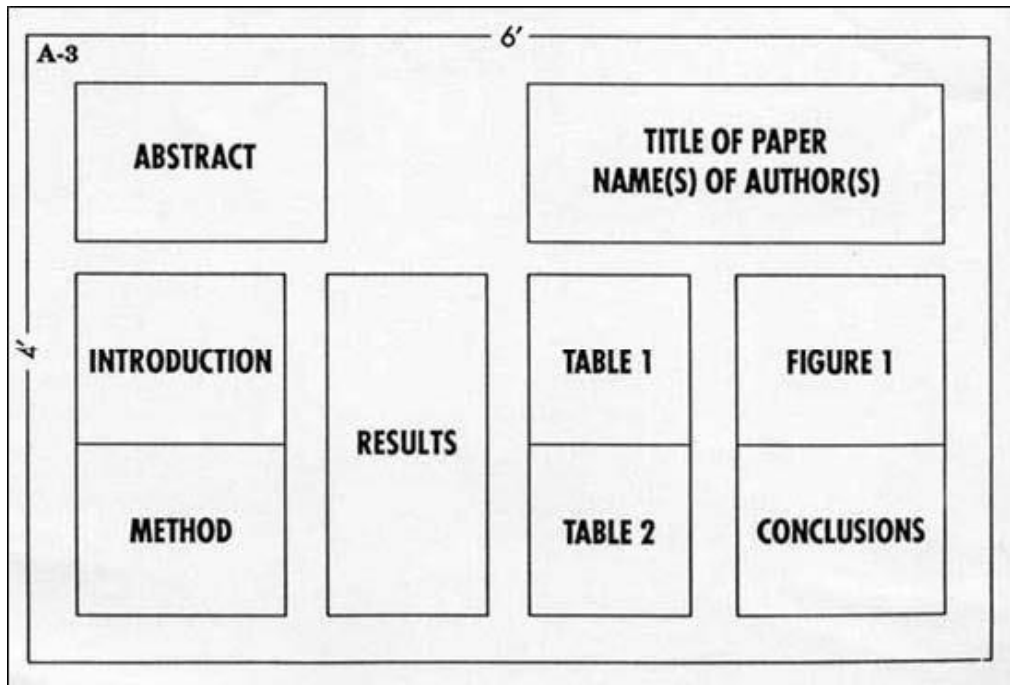 6'
A-3
ABSTRACT
TITLE OF PAPER
NAME(S) OF AUTHOR(S)
4'
INTRODUCTION
METHOD
RESULTS
TABLE 1
TABLE 2
FIGURE 1
CONCLUSIONS